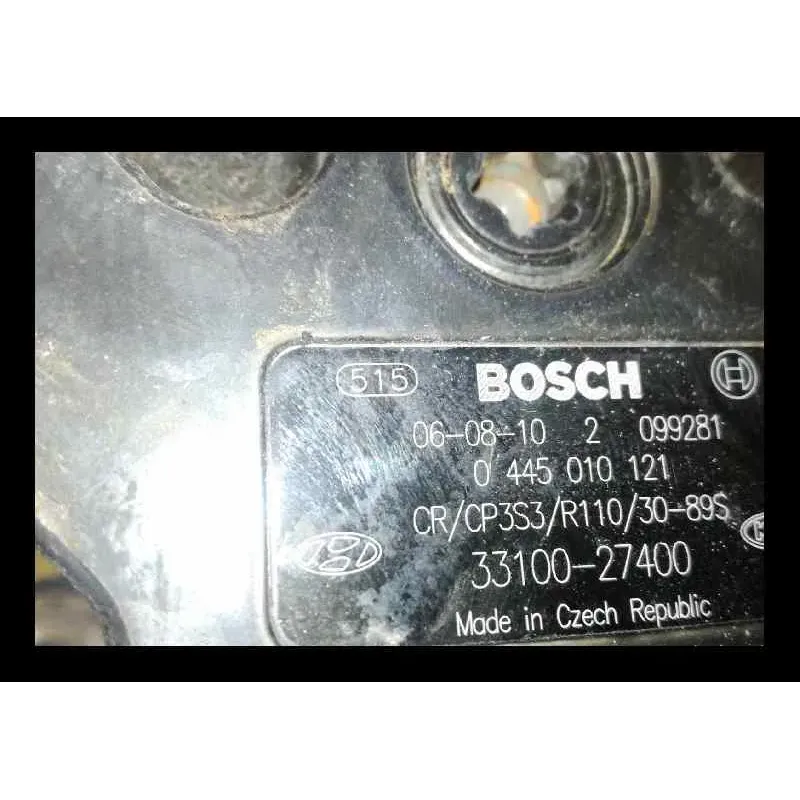 515 BOSCH
06-08-10 2 099281
0 445 010 121
CR/CP3S3/R110/30-89S
33100-27400
Made in Czech Republic